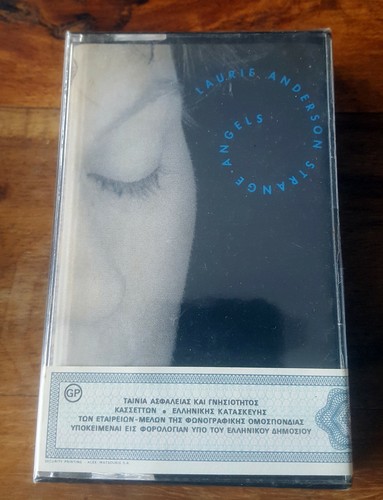 LAURIE ANDERSON STRANGE ANGELS
GP
ΤΑΙΝΙΑ ΑΣΦΑΛΕΙΑΣ ΚΑΙ ΓΝΗΣΙΟΤΗΤΟΣ
ΚΑΣΣΕΤΤΩΝ • ΕΛΛΗΝΙΚΗΣ ΚΑΤΑΣΚΕΥΗΣ
ΤΩΝ ΕΤΑΙΡΕΙΩΝ-ΜΕΛΩΝ ΤΗΣ ΦΩΝΟΓΡΑΦΙΚΗΣ ΟΜΟΣΠΟΝΔΙΑΣ
ΥΠΟΚΕΙΜΕΝΑΙ ΕΙΣ ΦΟΡΟΛΟΓΙΑΝ ΥΠΟ ΤΟΥ ΕΛΛΗΝΙΚΟΥ ΔΗΜΟΣΙΟΥ